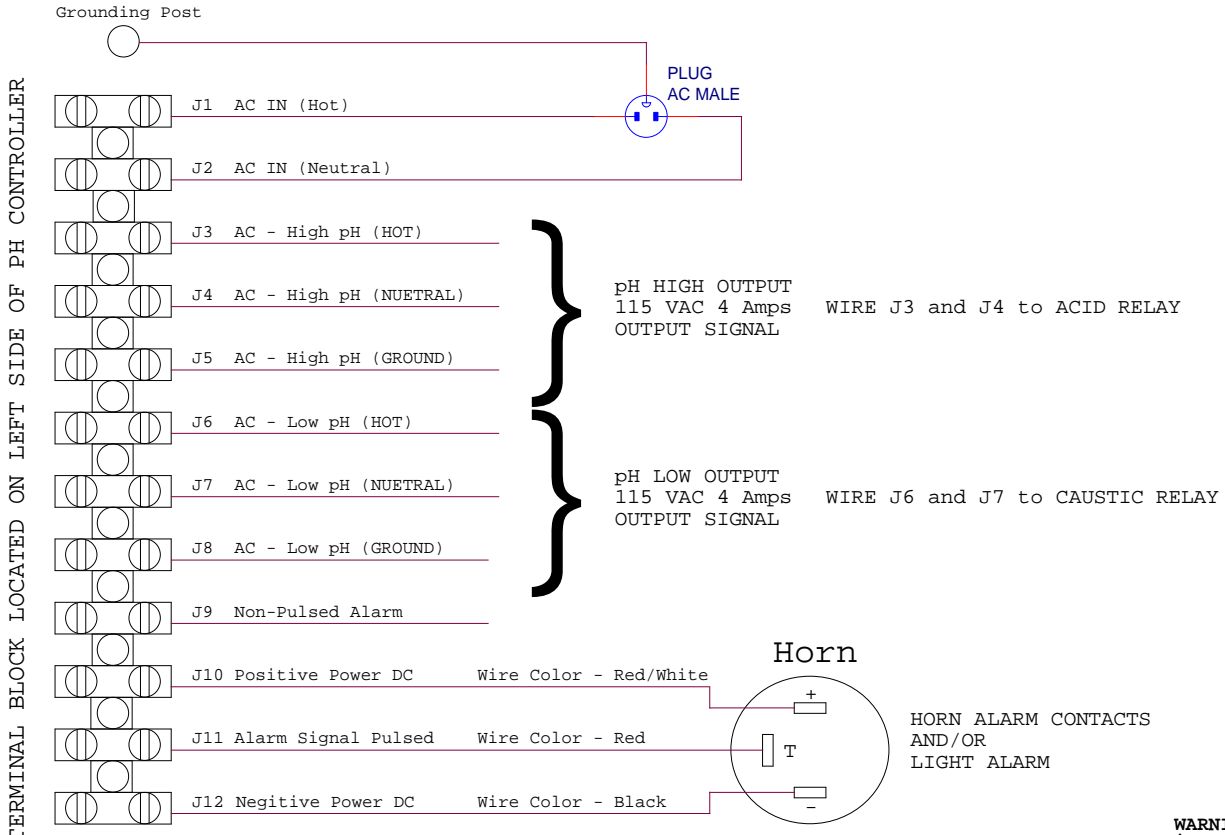 Grounding Post
PLUG
AC MALE
J1 AC IN (Hot)
J2 AC IN (Neutral)
J3 AC - High pH (HOT)
J4 AC - High pH (NUETRAL)
J5 AC - High pH (GROUND)
pH HIGH OUTPUT
115 VAC 4 Amps WIRE J3 and J4 to ACID RELAY
OUTPUT SIGNAL
J6 AC - Low pH (HOT)
J7 AC - Low pH (NUETRAL)
J8 AC - Low pH (GROUND)
pH LOW OUTPUT
115 VAC 4 Amps WIRE J6 and J7 to CAUSTIC RELAY
OUTPUT SIGNAL
J9 Non-Pulsed Alarm
Horn
J10 Positive Power DC Wire Color - Red/White
+
J11 Alarm Signal Pulsed Wire Color - Red
T
J12 Negitive Power DC Wire Color - Black
-
HORN ALARM CONTACTS
AND/OR
LIGHT ALARM
TERMINAL BLOCK LOCATED ON LEFT SIDE OF PH CONTROLLER